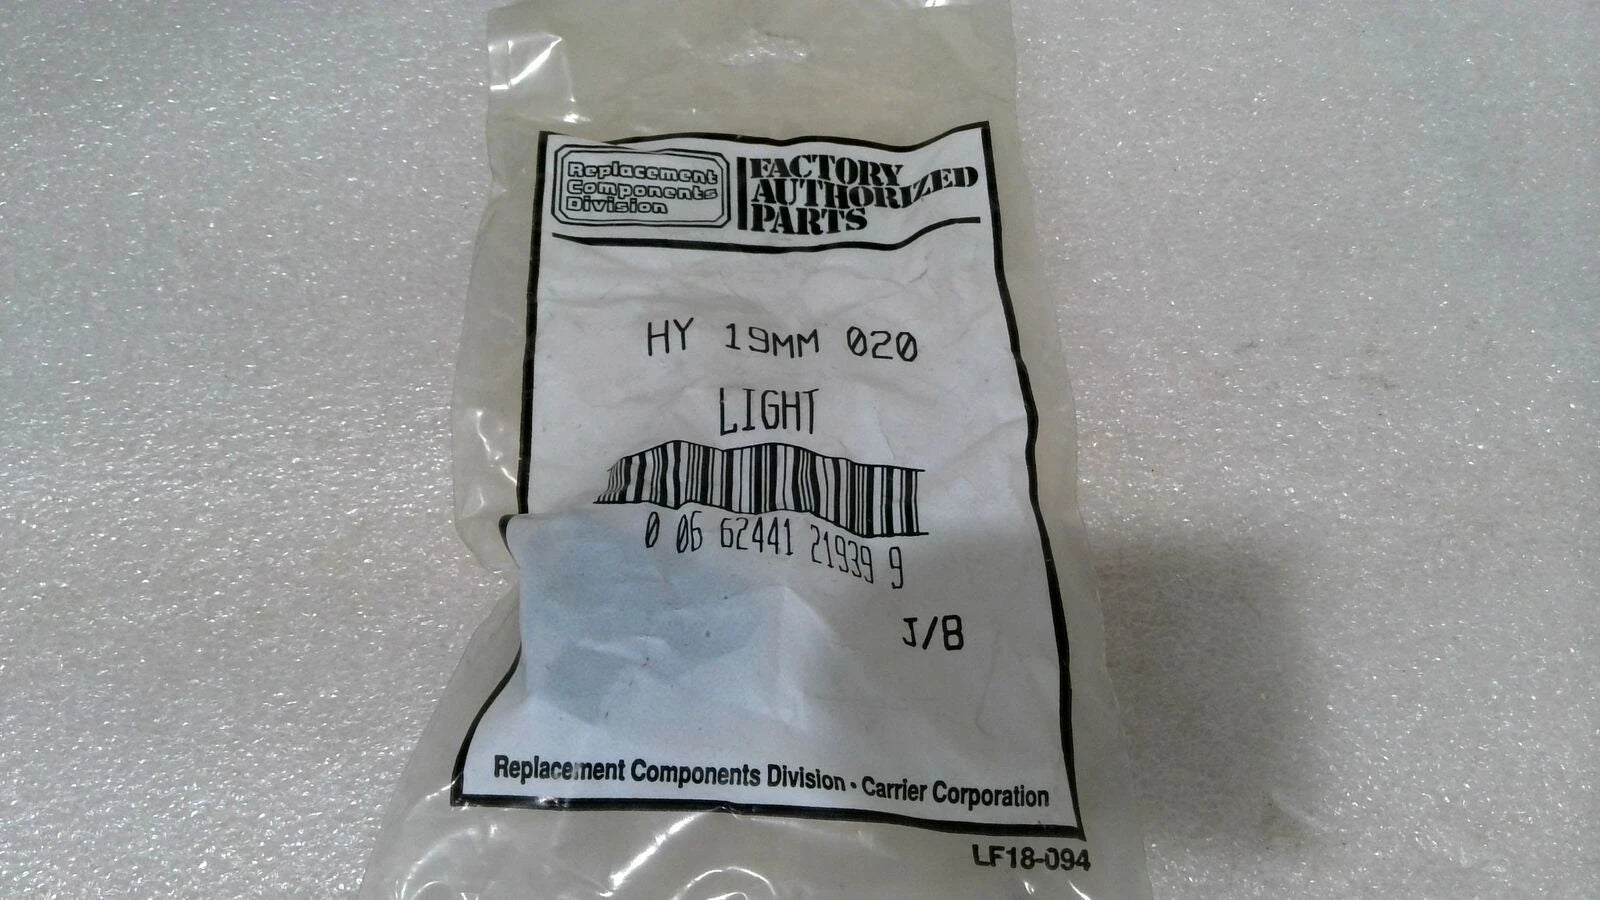 Replacement
Components
Division
FACTORY
AUTHORIZED
PARTS
HY 19MM 020
LIGHT
0 06 62441 21939 9
J/B
Replacement Components Division • Carrier Corporation
LF18-094